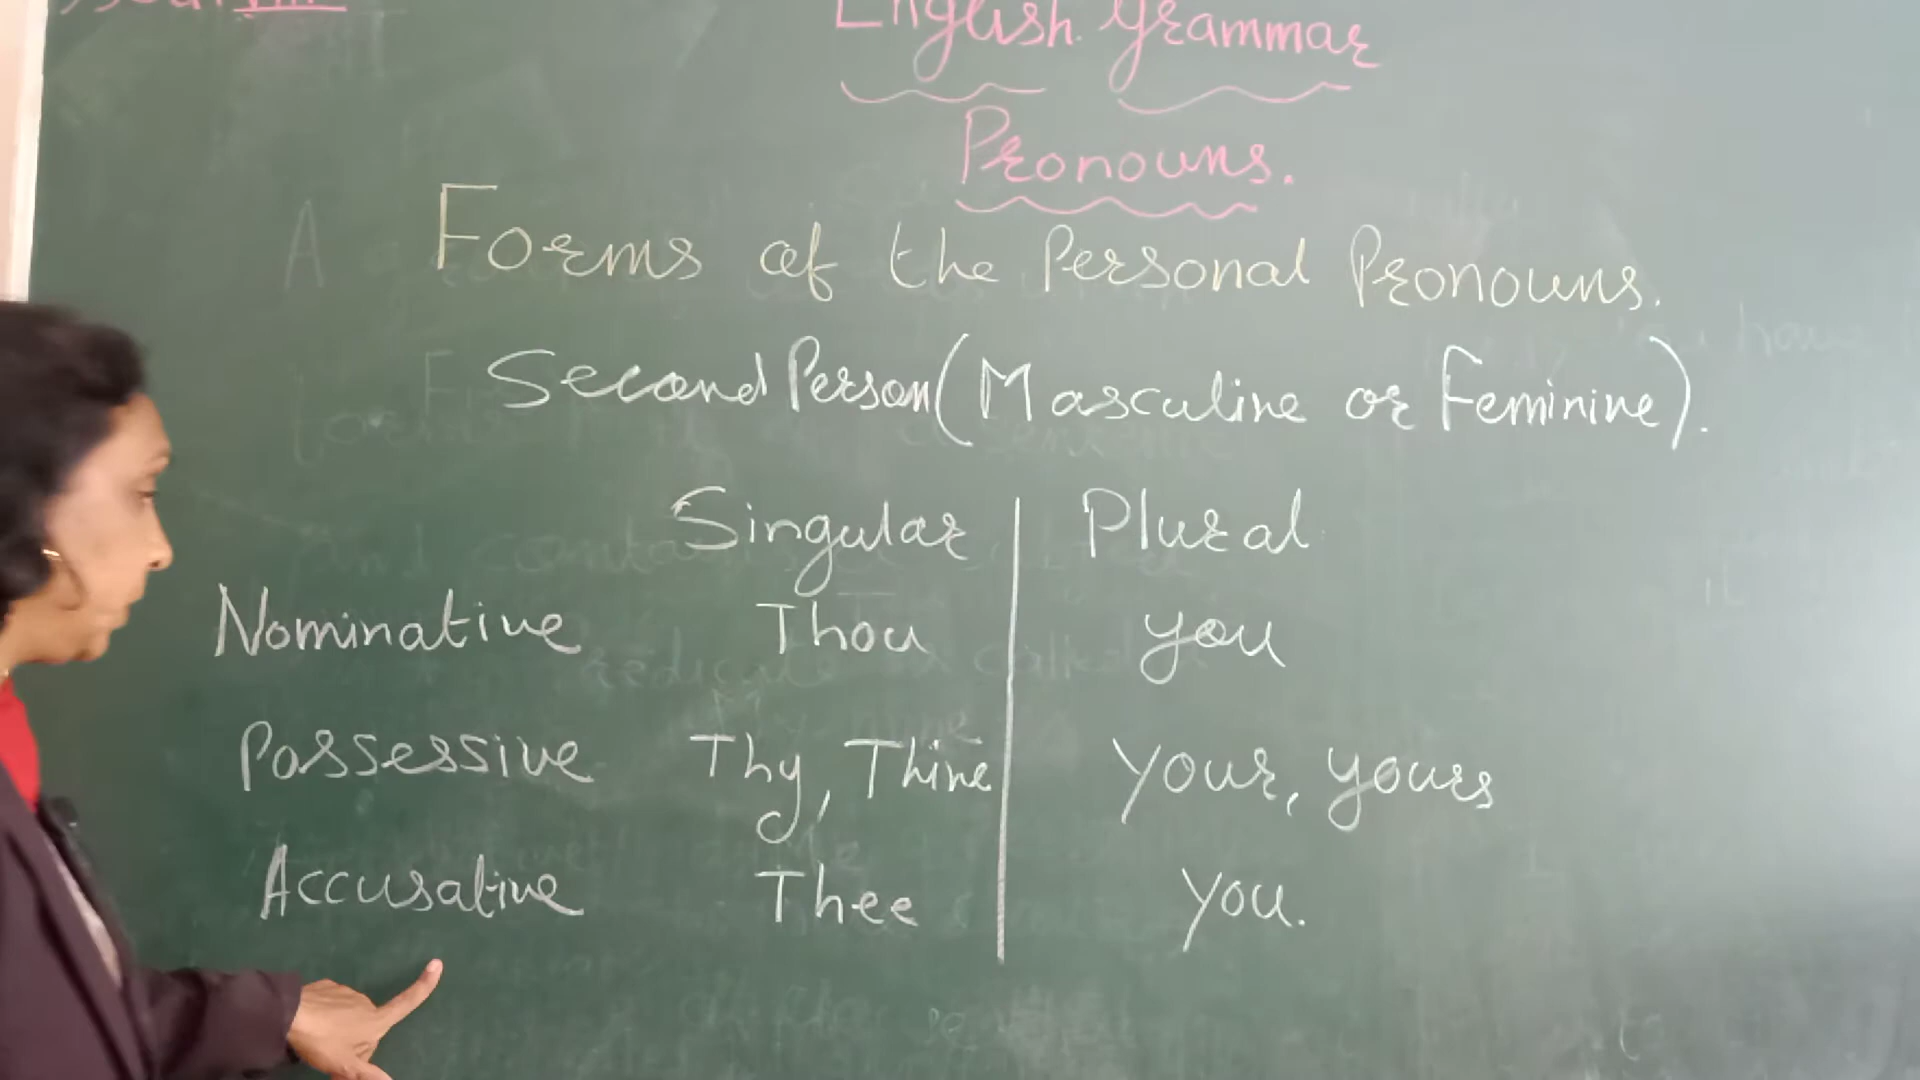 English Grammar
Pronouns.
Forms of the Personal Pronouns.
Second Person (Masculine or Feminine).
Singular Plural
Nominative Thou you
Possessive Thy, Thine Your, yours
Accusative Thee You.